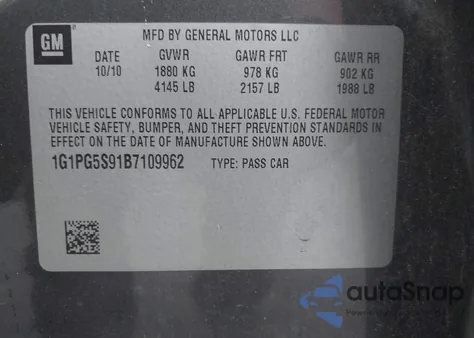 GM
MFD BY GENERAL MOTORS LLC
DATE GVWR GAWR FRT GAWR RR
10/10 1880 KG 978 KG 902 KG
4145 LB 2157 LB 1988 LB
THIS VEHICLE CONFORMS TO ALL APPLICABLE U.S. FEDERAL MOTOR
VEHICLE SAFETY, BUMPER, AND THEFT PREVENTION STANDARDS IN
EFFECT ON THE DATE OF MANUFACTURE SHOWN ABOVE.
1G1PG5S91B7109962 TYPE: PASS CAR
autoSnap
Powered by